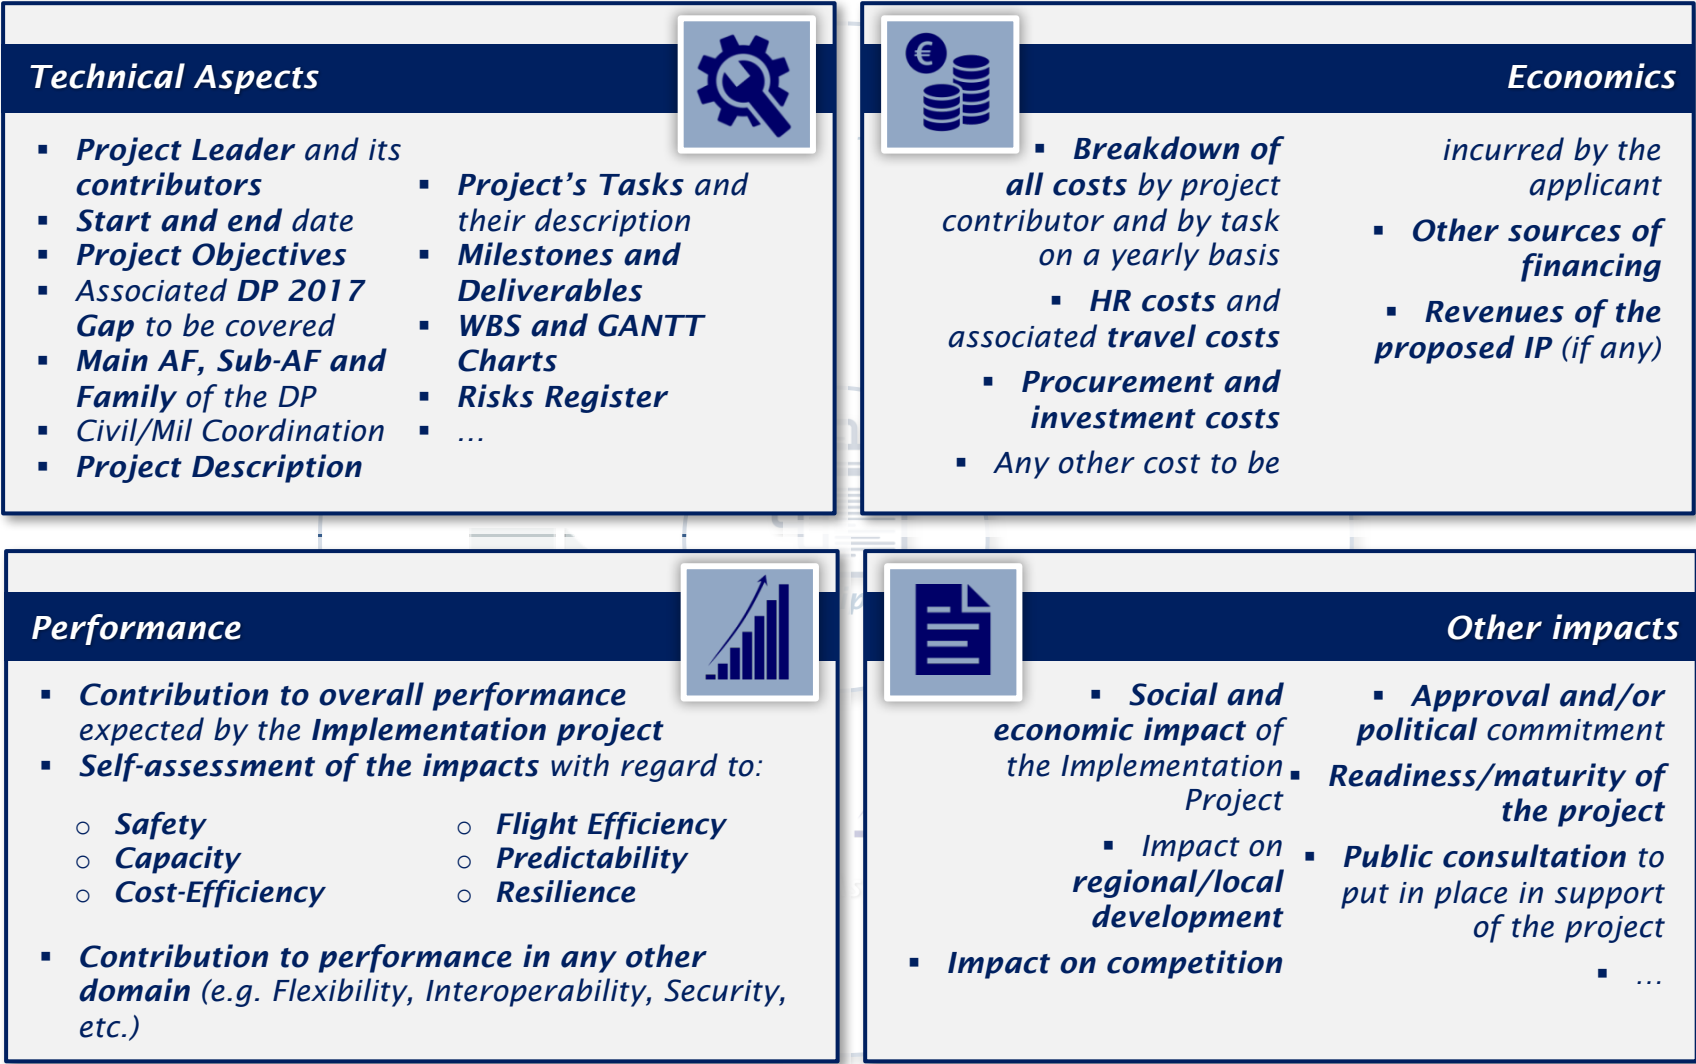 Technical Aspects
▪ Project Leader and its
contributors
▪ Start and end date
▪ Project Objectives
▪ Associated DP 2017
Gap to be covered
▪ Main AF, Sub-AF and
Family of the DP
▪ Civil/Mil Coordination
▪ Project Description
▪ Project's Tasks and
their description
▪ Milestones and
Deliverables
▪ WBS and GANTT
Charts
▪ Risks Register
▪ …
€
Economics
▪ Breakdown of
all costs by project
contributor and by task
on a yearly basis
▪ HR costs and
associated travel costs
▪ Procurement and
investment costs
▪ Any other cost to be
incurred by the
applicant
▪ Other sources of
financing
▪ Revenues of the
proposed IP (if any)
Performance
▪ Contribution to overall performance
expected by the Implementation project
▪ Self-assessment of the impacts with regard to:
o Safety
o Capacity
o Cost-Efficiency
o Flight Efficiency
o Predictability
o Resilience
▪ Contribution to performance in any other
domain (e.g. Flexibility, Interoperability, Security,
etc.)
Other impacts
▪ Social and
economic impact of
the Implementation
Project
▪ Impact on
regional/local
development
▪ Impact on competition
▪ Approval and/or
political commitment
▪ Readiness/maturity of
the project
▪ Public consultation to
put in place in support
of the project
▪ …